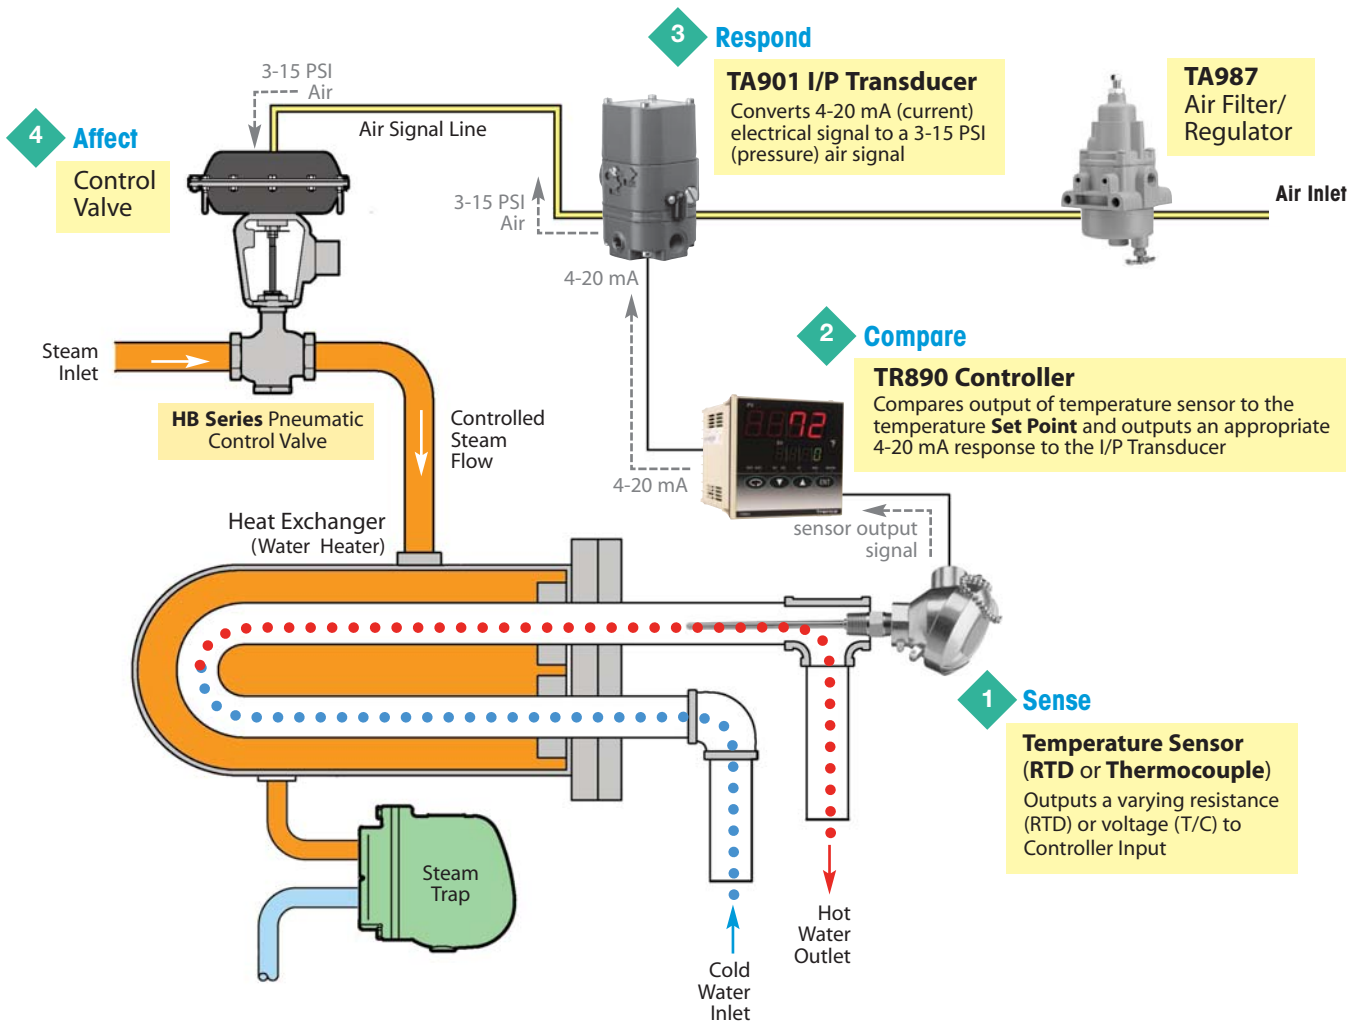 3
Respond
TA901 I/P Transducer
Converts 4-20 mA (current)
electrical signal to a 3-15 PSI
(pressure) air signal
TA987
Air Filter/
Regulator
Air Inlet
3-15 PSI
Air
Air Signal Line
4
Affect
Control
Valve
3-15 PSI
Air
4-20 mA
2
Compare
TR890 Controller
Compares output of temperature sensor to the
temperature Set Point and outputs an appropriate
4-20 mA response to the I/P Transducer
Steam
Inlet
HB Series Pneumatic
Control Valve
Controlled
Steam
Flow
72
0
ENT
4-20 mA
sensor output
signal
Heat Exchanger
(Water Heater)
1
Sense
Temperature Sensor
(RTD or Thermocouple)
Outputs a varying resistance
(RTD) or voltage (T/C) to
Controller Input
Steam
Trap
Hot
Water
Outlet
Cold
Water
Inlet